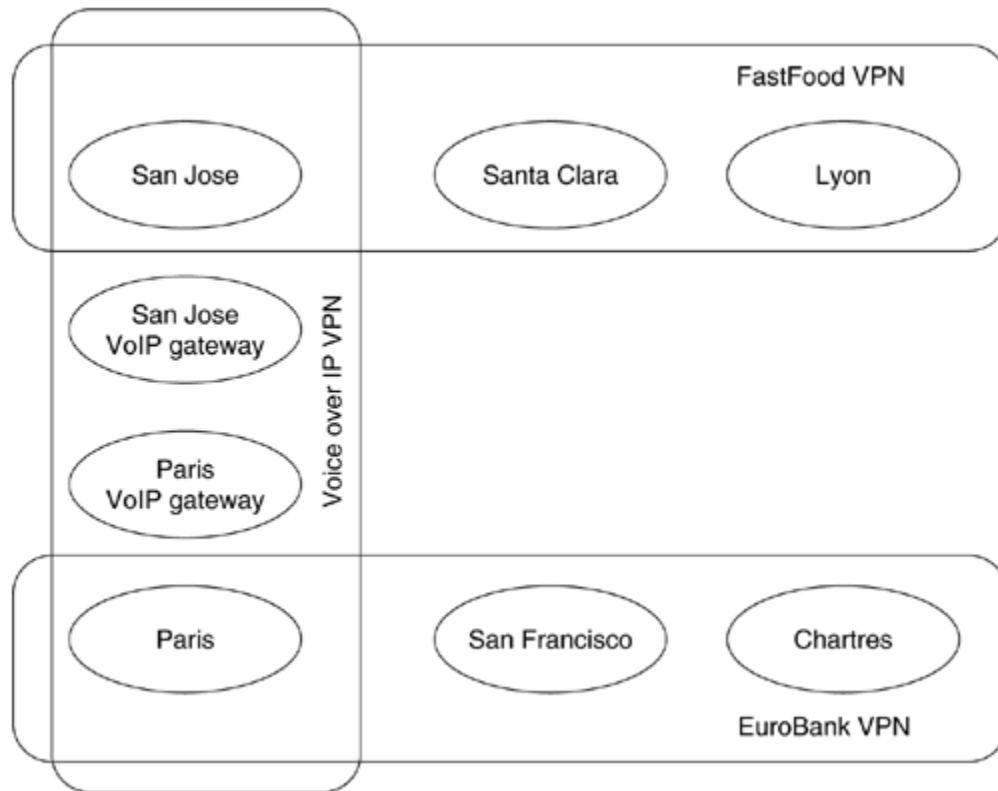 FastFood VPN
San Jose
Santa Clara
Lyon
San Jose
VoIP gateway
Voice over IP VPN
Paris
VoIP gateway
Paris
San Francisco
Chartres
EuroBank VPN